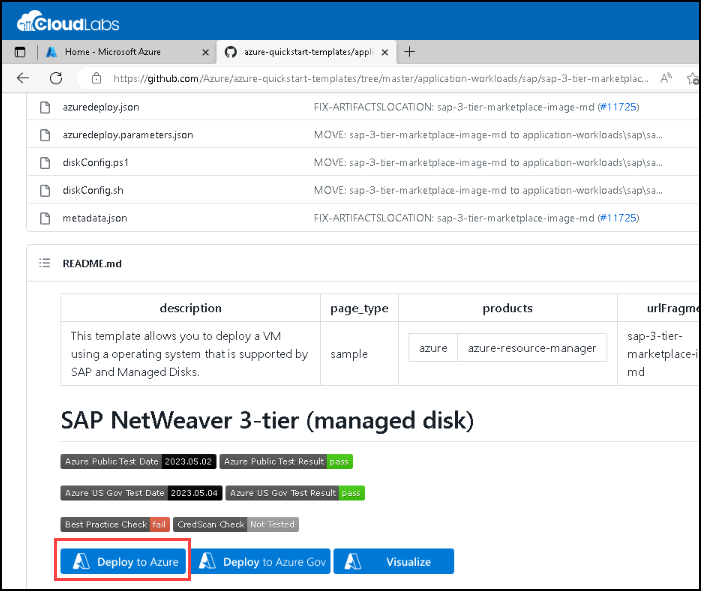 CloudLabs
Home - Microsoft Azure
azure-quickstart-templates/appli
https://github.com/Azure/azure-quickstart-templates/tree/master/application-workloads/sap/sap-3-tier-marketplac...
azuredeploy.json FIX-ARTIFACTSLOCATION: sap-3-tier-marketplace-image-md (#11725)
azuredeploy.parameters.json MOVE: sap-3-tier-marketplace-image-md to application-workloads\sap\sa...
diskConfig.ps1 MOVE: sap-3-tier-marketplace-image-md to application-workloads\sap\sa...
diskConfig.sh MOVE: sap-3-tier-marketplace-image-md to application-workloads\sap\sa...
metadata.json FIX-ARTIFACTSLOCATION: sap-3-tier-marketplace-image-md (#11725)
README.md
description page_type products urlFragme
This template allows you to deploy a VM
using a operating system that is supported by
SAP and Managed Disks.
sample
azure azure-resource-manager
sap-3-tier-
marketplace-i
md
SAP NetWeaver 3-tier (managed disk)
Azure Public Test Date 2023.05.02 Azure Public Test Result pass
Azure US Gov Test Date 2023.05.04 Azure US Gov Test Result pass
Best Practice Check fail CredScan Check Not Tested
Deploy to Azure Deploy to Azure Gov Visualize